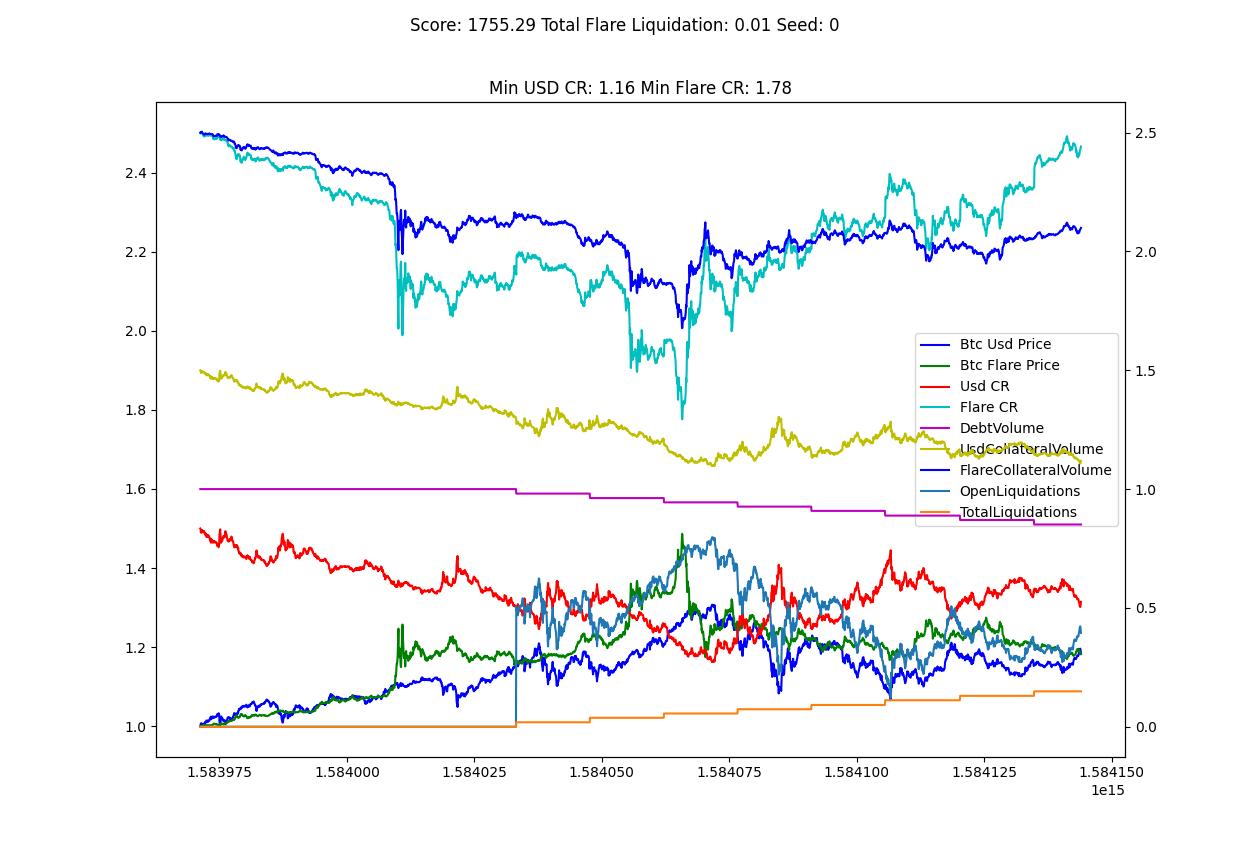 Score: 1755.29 Total Flare Liquidation: 0.01 Seed: 0
Min USD CR: 1.16 Min Flare CR: 1.78
2.5
2.4
2.2
2.0
2.0
1.8
1.5
1.6
1.0
1.4
0.5
1.2
1.0
0.0
Btc Usd Price
Btc Flare Price
Usd CR
Flare CR
DebtVolume
UsdCollateralVolume
FlareCollateralVolume
OpenLiquidations
TotalLiquidations
1.583975 1.584000 1.584025 1.584050 1.584075 1.584100 1.584125 1.584150
1e15